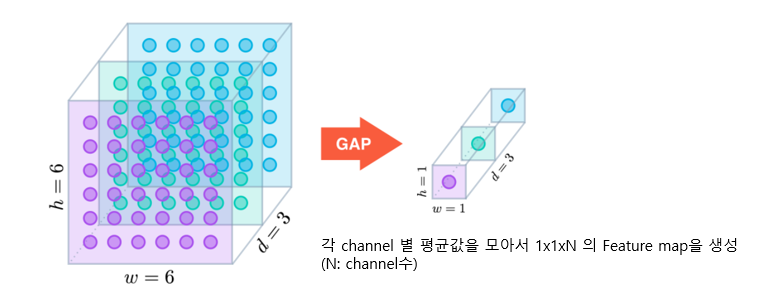 h = 6
w = 6
d = 3
GAP
h = 1
w = 1
d = 3
각 channel 별 평균값을 모아서 1x1xN 의 Feature map을 생성
(N: channel수)